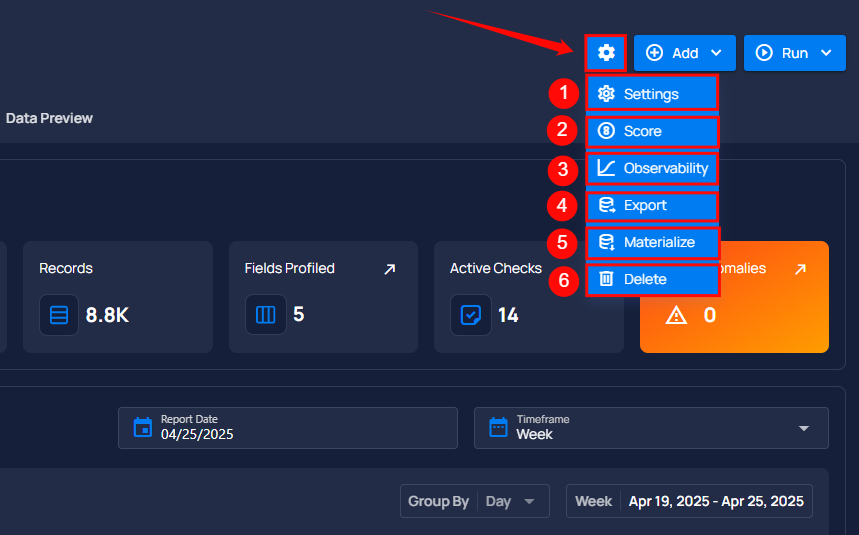 Add
Run
1 Settings
Data Preview
2 Score
3 Observability
4 Export
5 Materialize
6 Delete
Records
Fields Profiled
Active Checks
omalies
8.8K
5
14
0
Report Date
04/25/2025
Timeframe
Week
Group By Day
Week Apr 19, 2025 - Apr 25, 2025